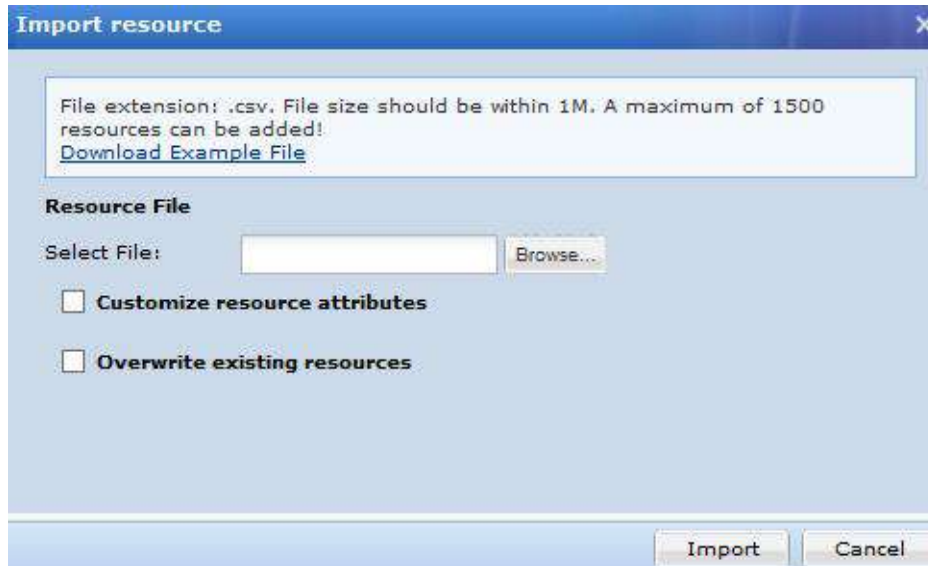 Import resource
File extension: .csv. File size should be within 1M. A maximum of 1500
resources can be added!
Download Example File
Resource File
Select File:
Browse...
Customize resource attributes
Overwrite existing resources
Import
Cancel